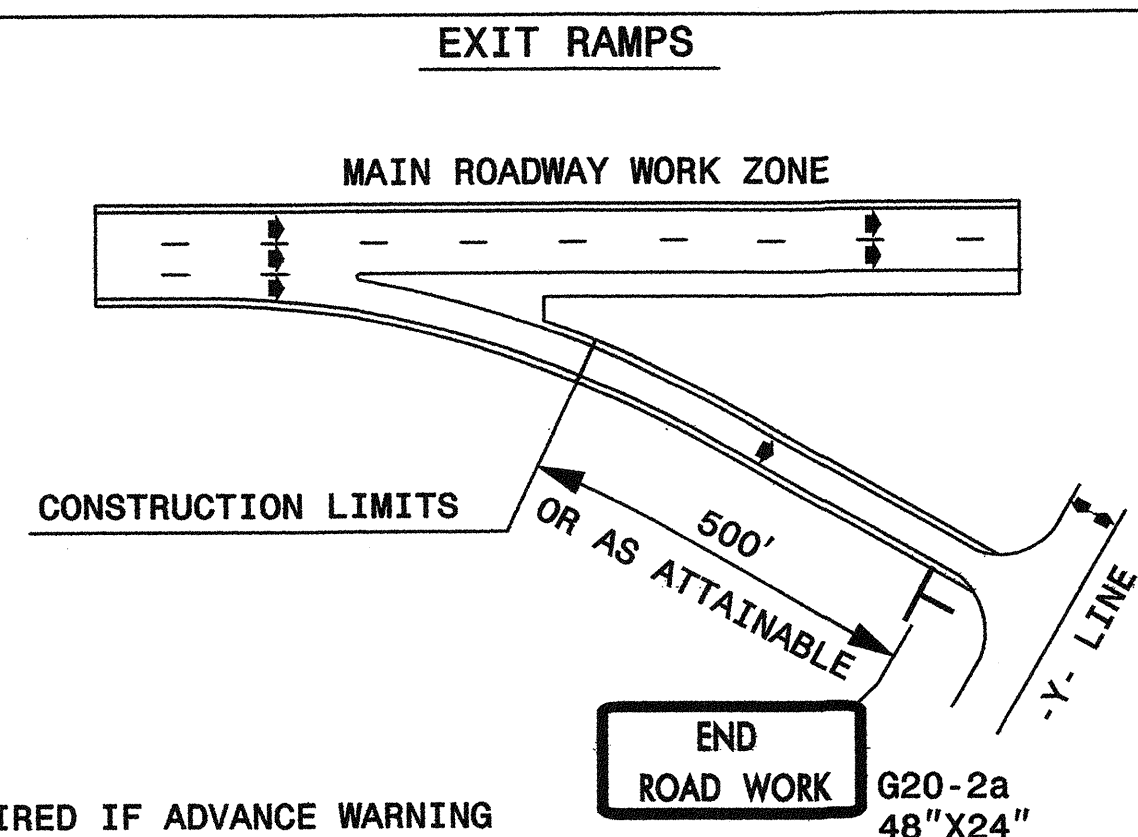 EXIT RAMPS
MAIN ROADWAY WORK ZONE
CONSTRUCTION LIMITS
500'
OR AS ATTAINABLE
-Y- LINE
END
ROAD WORK
G20-2a
48"X24"
IF ADVANCE WARNING